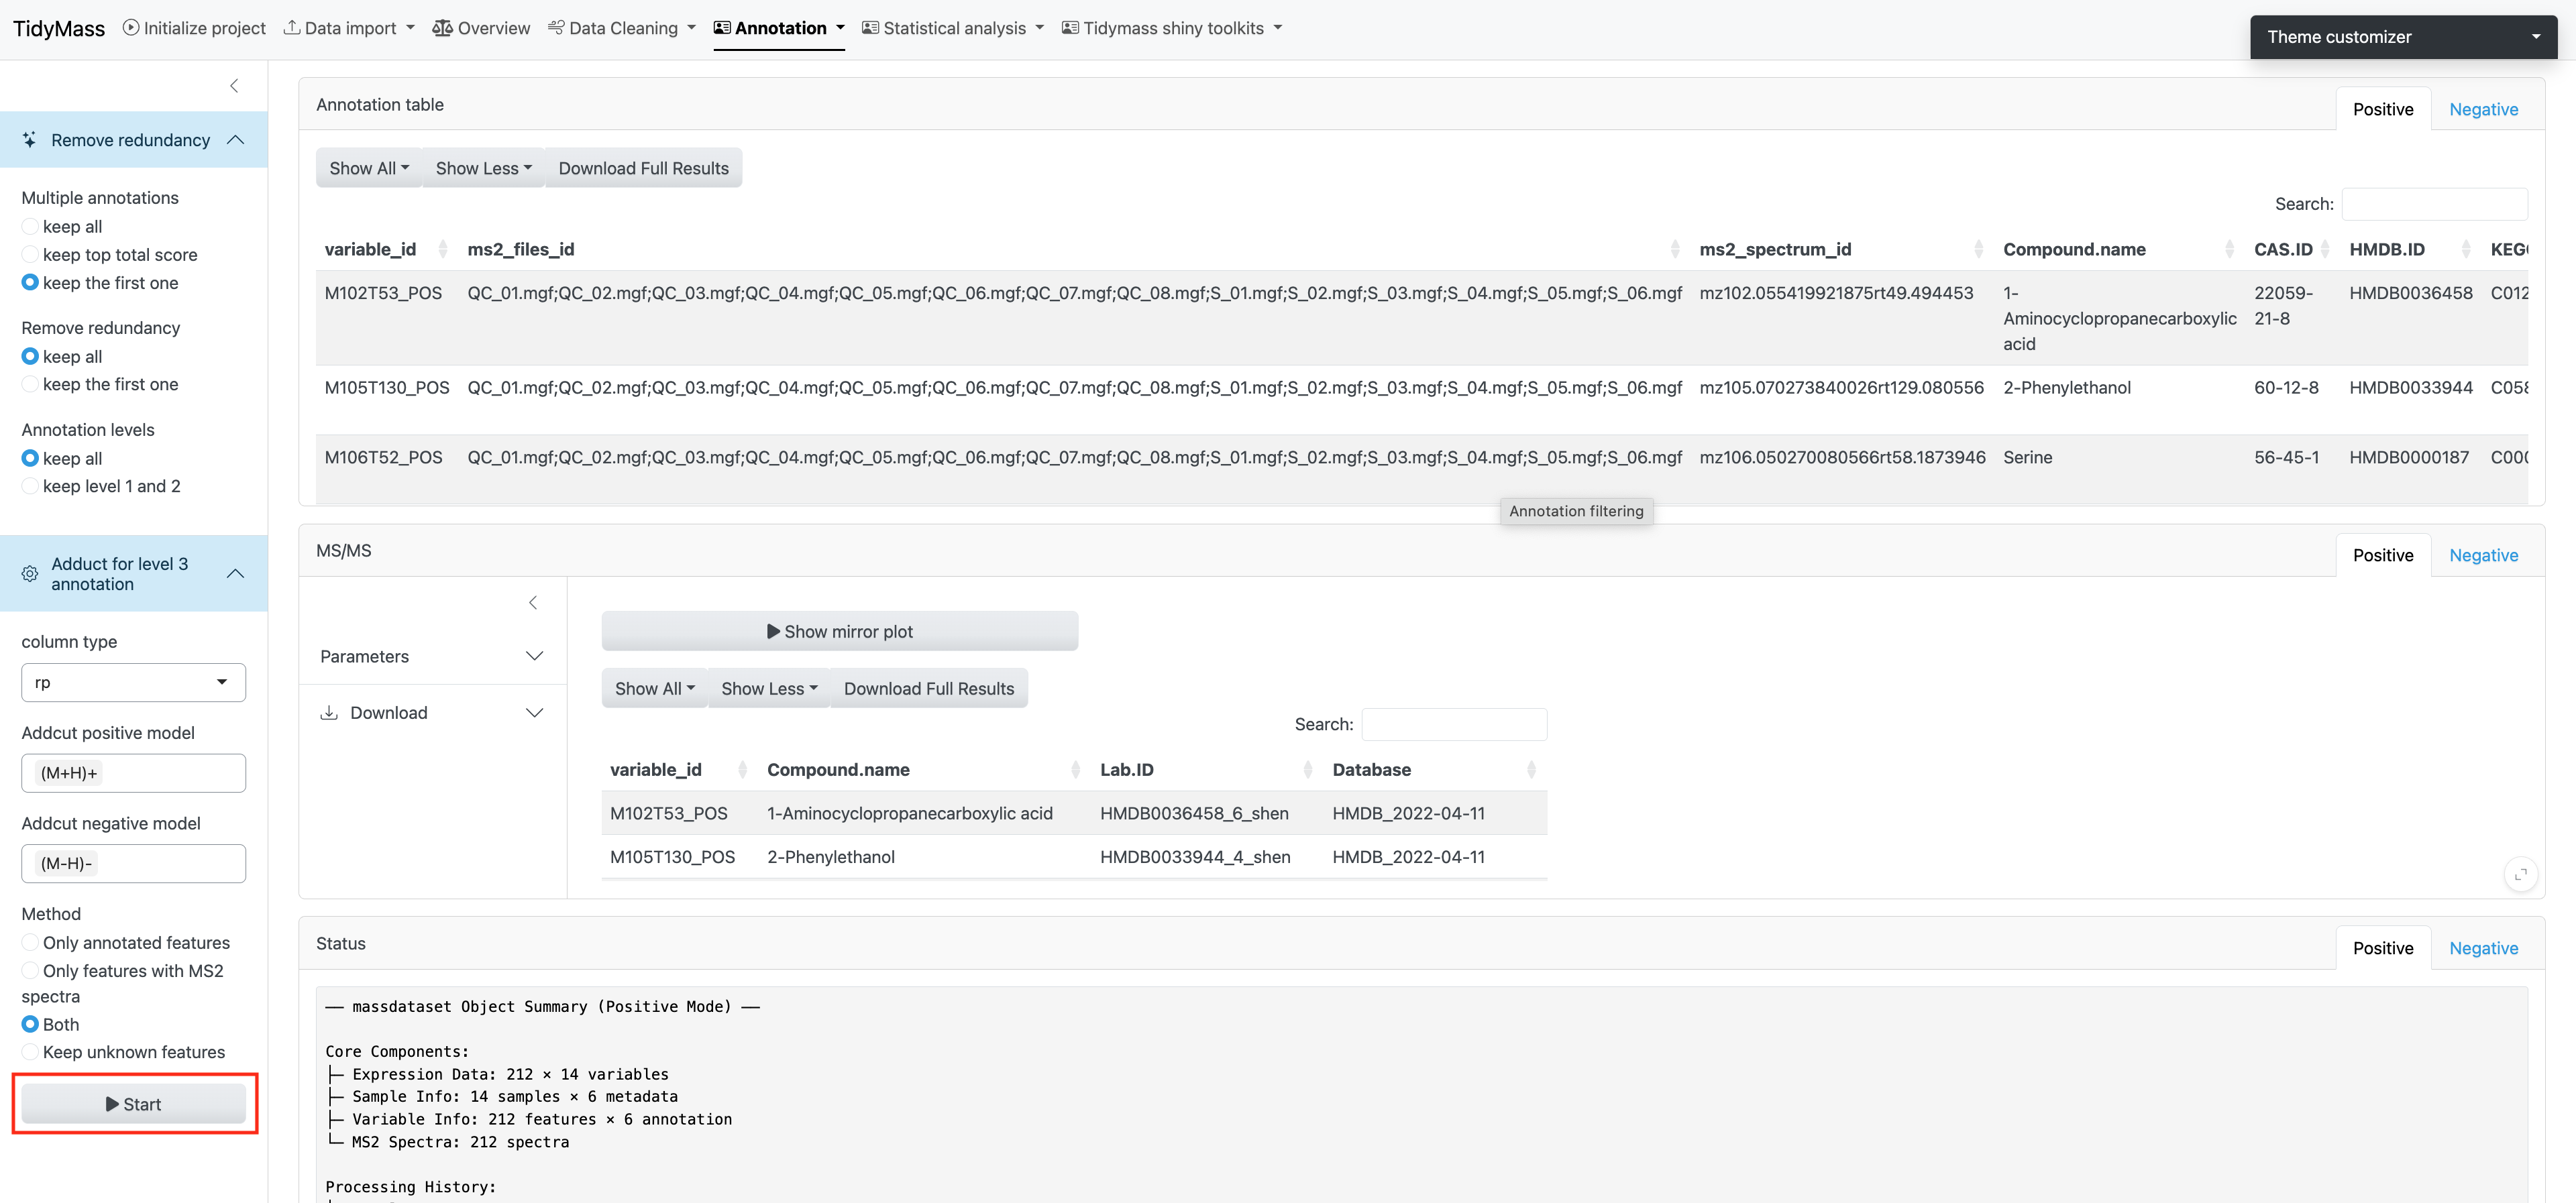 TidyMass Initialize project Data import Overview Data Cleaning Annotation Statistical analysis Tidymass shiny toolkits
Theme customizer
Remove redundancy
Multiple annotations
keep all
keep top total score
keep the first one
Remove redundancy
keep all
keep the first one
Annotation levels
keep all
keep level 1 and 2
Adduct for level 3
annotation
column type
rp
Addcut positive model
(M+H)+
Addcut negative model
(M-H)-
Method
Only annotated features
Only features with MS2
spectra
Both
Keep unknown features
Start
Annotation table
Positive Negative
Show All Show Less Download Full Results
Search:
variable_id ms2_files_id ms2_spectrum_id Compound.name CAS.ID HMDB.ID KEG
M102T53_POS QC_01.mgf;QC_02.mgf;QC_03.mgf;QC_04.mgf;QC_05.mgf;QC_06.mgf;QC_07.mgf;QC_08.mgf;S_01.mgf;S_02.mgf;S_03.mgf;S_04.mgf;S_05.mgf;S_06.mgf mz102.055419921875rt49.494453 1- 22059- HMDB0036458 C012
Aminocyclopropanecarboxylic 21-8
acid
M105T130_POS QC_01.mgf;QC_02.mgf;QC_03.mgf;QC_04.mgf;QC_05.mgf;QC_06.mgf;QC_07.mgf;QC_08.mgf;S_01.mgf;S_02.mgf;S_03.mgf;S_04.mgf;S_05.mgf;S_06.mgf mz105.070273840026rt129.080556 2-Phenylethanol 60-12-8 HMDB0033944 C058
M106T52_POS QC_01.mgf;QC_02.mgf;QC_03.mgf;QC_04.mgf;QC_05.mgf;QC_06.mgf;QC_07.mgf;QC_08.mgf;S_01.mgf;S_02.mgf;S_03.mgf;S_04.mgf;S_05.mgf;S_06.mgf mz106.050270080566rt58.1873946 Serine 56-45-1 HMDB0000187 C000
Annotation filtering
MS/MS
Positive Negative
Parameters
Download
Show mirror plot
Show All Show Less Download Full Results
Search:
variable_id Compound.name Lab.ID Database
M102T53_POS 1-Aminocyclopropanecarboxylic acid HMDB0036458_6_shen HMDB_2022-04-11
M105T130_POS 2-Phenylethanol HMDB0033944_4_shen HMDB_2022-04-11
Status
Positive Negative
── massdataset Object Summary (Positive Mode) ──
Core Components:
├─ Expression Data: 212 × 14 variables
├─ Sample Info: 14 samples × 6 metadata
├─ Variable Info: 212 features × 6 annotation
└─ MS2 Spectra: 212 spectra
Processing History: